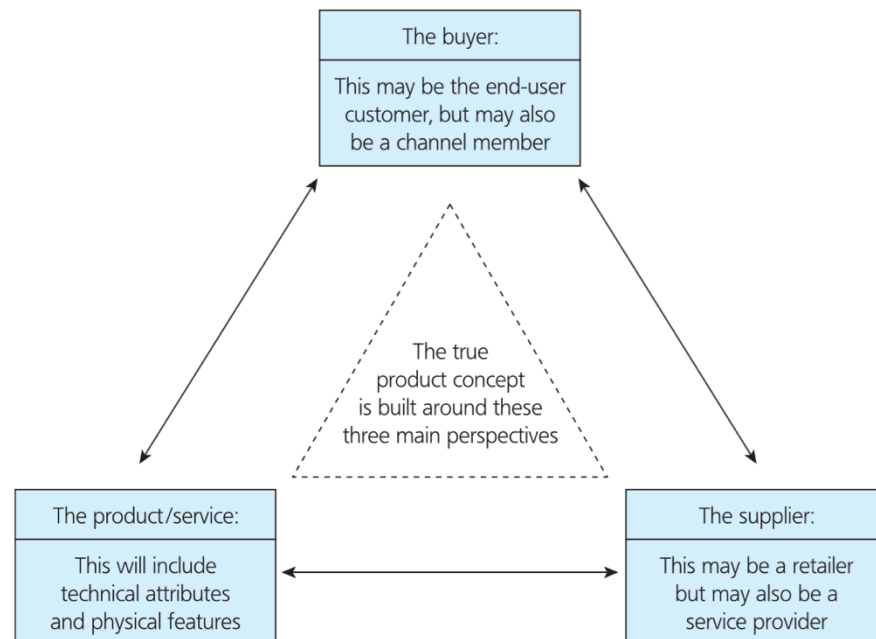 The buyer:
This may be the end-user
customer, but may also
be a channel member
The true
product concept
is built around these
three main perspectives
The product/service:
This will include
technical attributes
and physical features
The supplier:
This may be a retailer
but may also be a
service provider